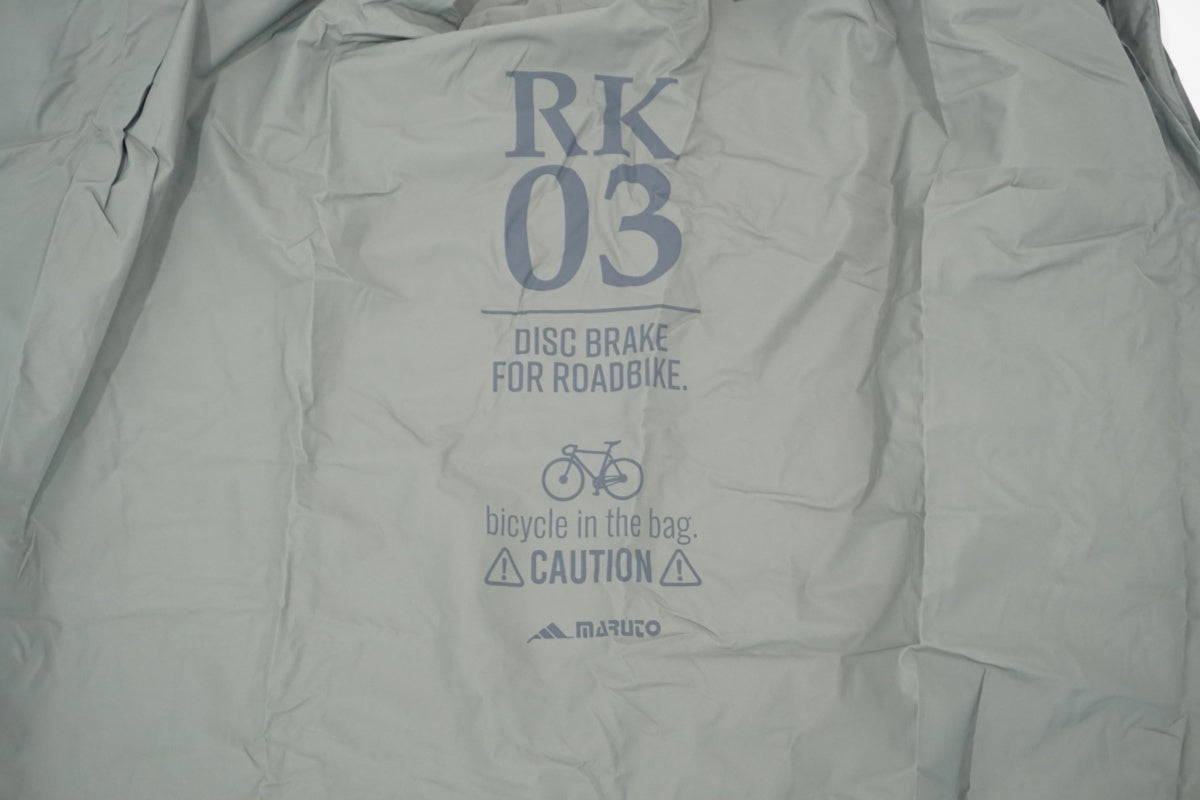 RK
03
DISC BRAKE
FOR ROADBIKE.
bicycle in the bag.
CAUTION
MARUTO